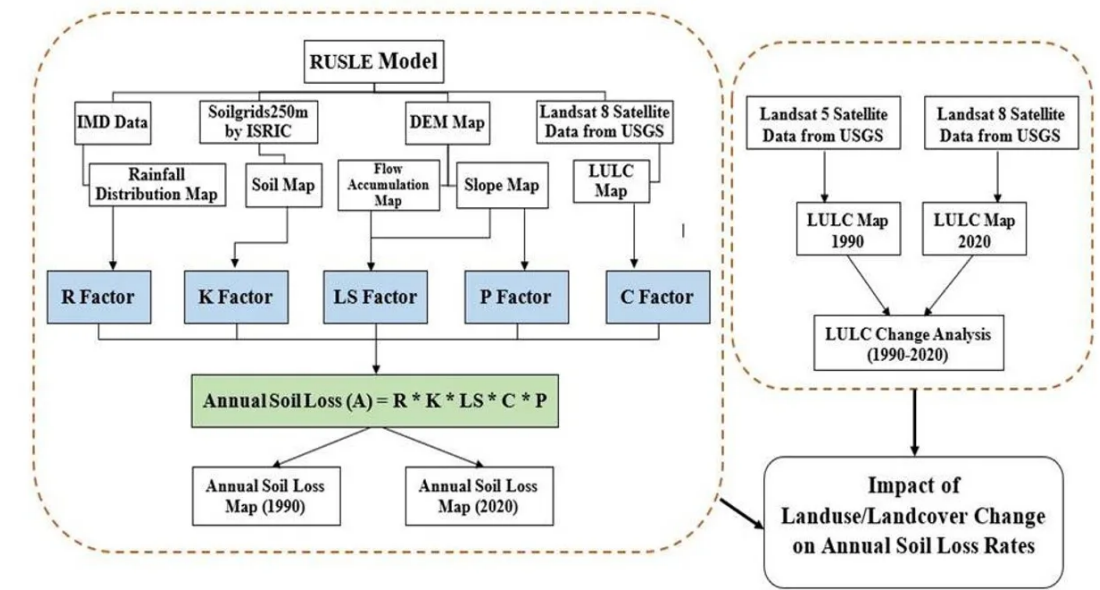 RUSLE Model
IMD Data
Soilgrids250m
by ISRIC
DEM Map
Landsat 8 Satellite
Data from USGS
Rainfall
Distribution Map
Soil Map
Flow
Accumulation
Map
Slope Map
LULC
Map
R Factor
K Factor
LS Factor
P Factor
C Factor
Annual Soil Loss (A) = R * K * LS * C * P
Annual Soil Loss
Map (1990)
Annual Soil Loss
Map (2020)
Landsat 5 Satellite
Data from USGS
Landsat 8 Satellite
Data from USGS
LULC Map
1990
LULC Map
2020
LULC Change Analysis
(1990-2020)
Impact of
Landuse/Landcover Change
on Annual Soil Loss Rates